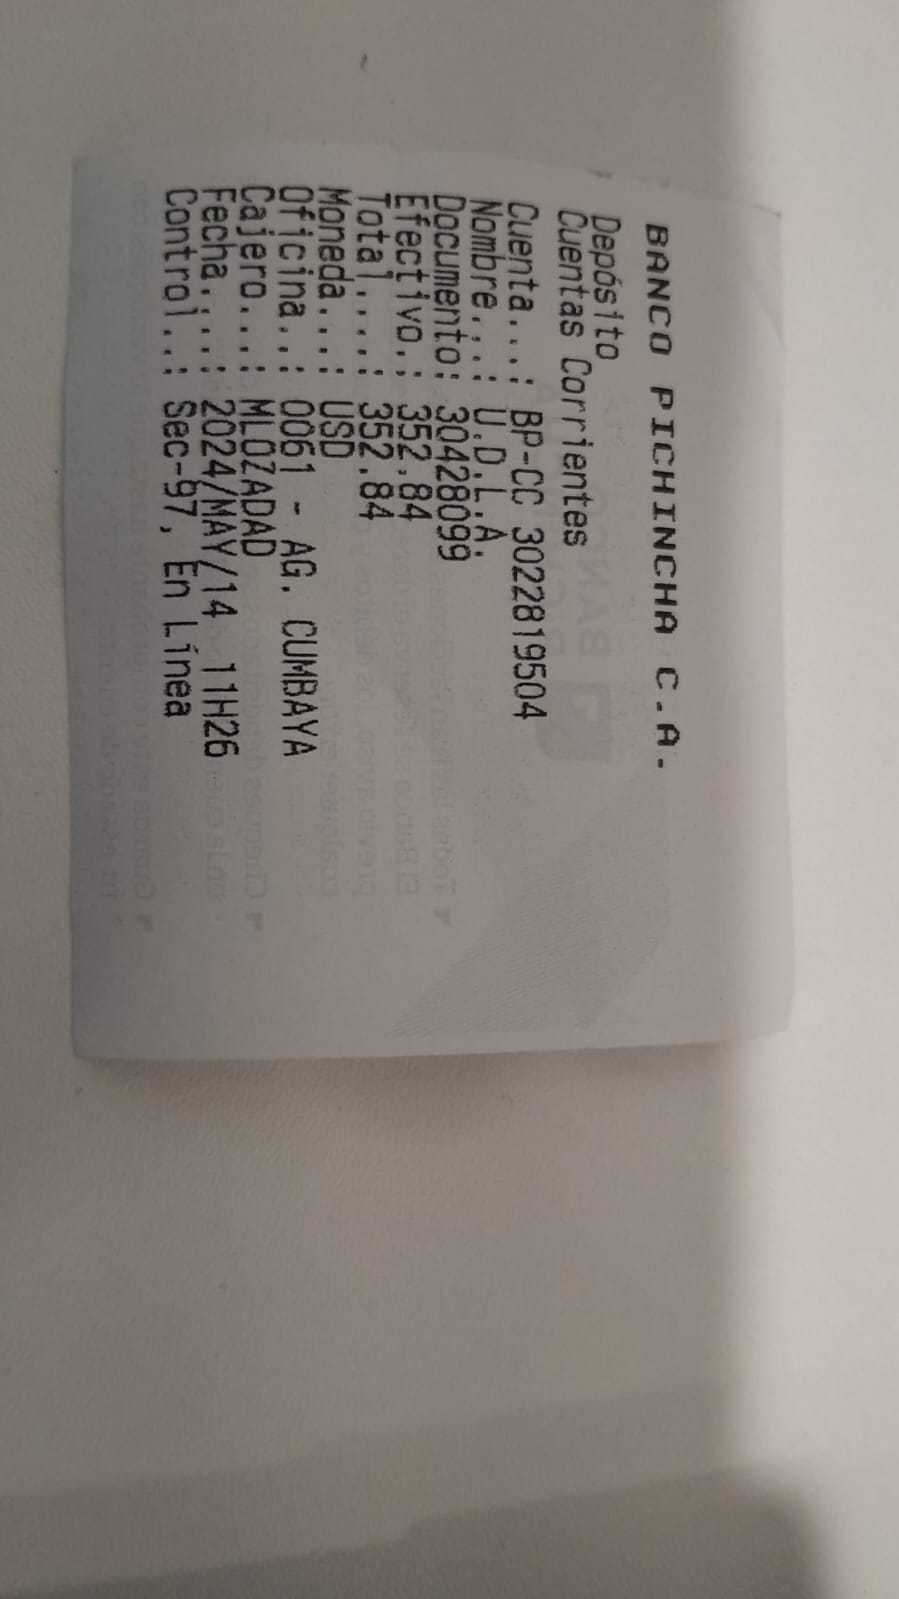 BANCO PICHINCHA C.A.
Depósito
Cuentas Corrientes
Cuenta...: BP-CC 3022819504
Nombre...: U.D.L.A.
Documento: 30428099
Efectivo.: 352.84
Total....: 352.84
Moneda...: USD
Oficina..: 0061 - AG. CUMBAYA
Cajero...: MLOZADAD
Fecha....: 2024/MAY/14 11H26
Control..: Sec-97, En Línea